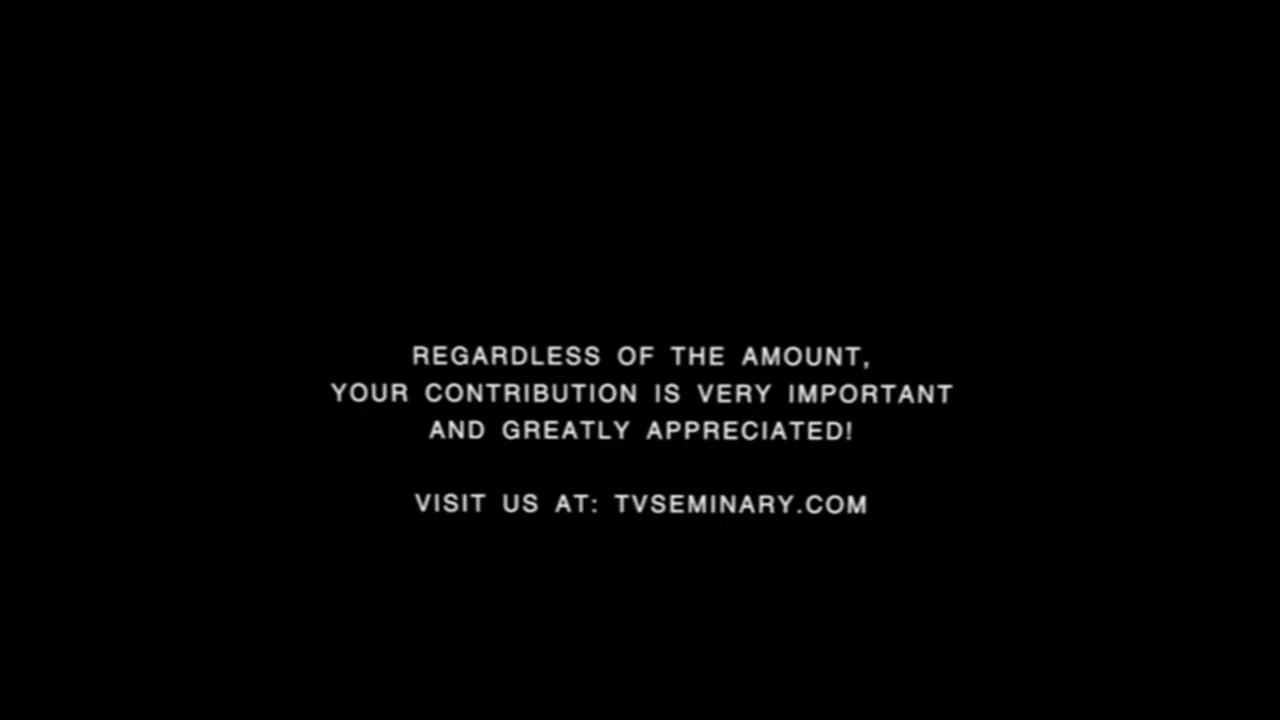 REGARDLESS OF THE AMOUNT,
YOUR CONTRIBUTION IS VERY IMPORTANT
AND GREATLY APPRECIATED!
VISIT US AT: TVSEMINARY.COM